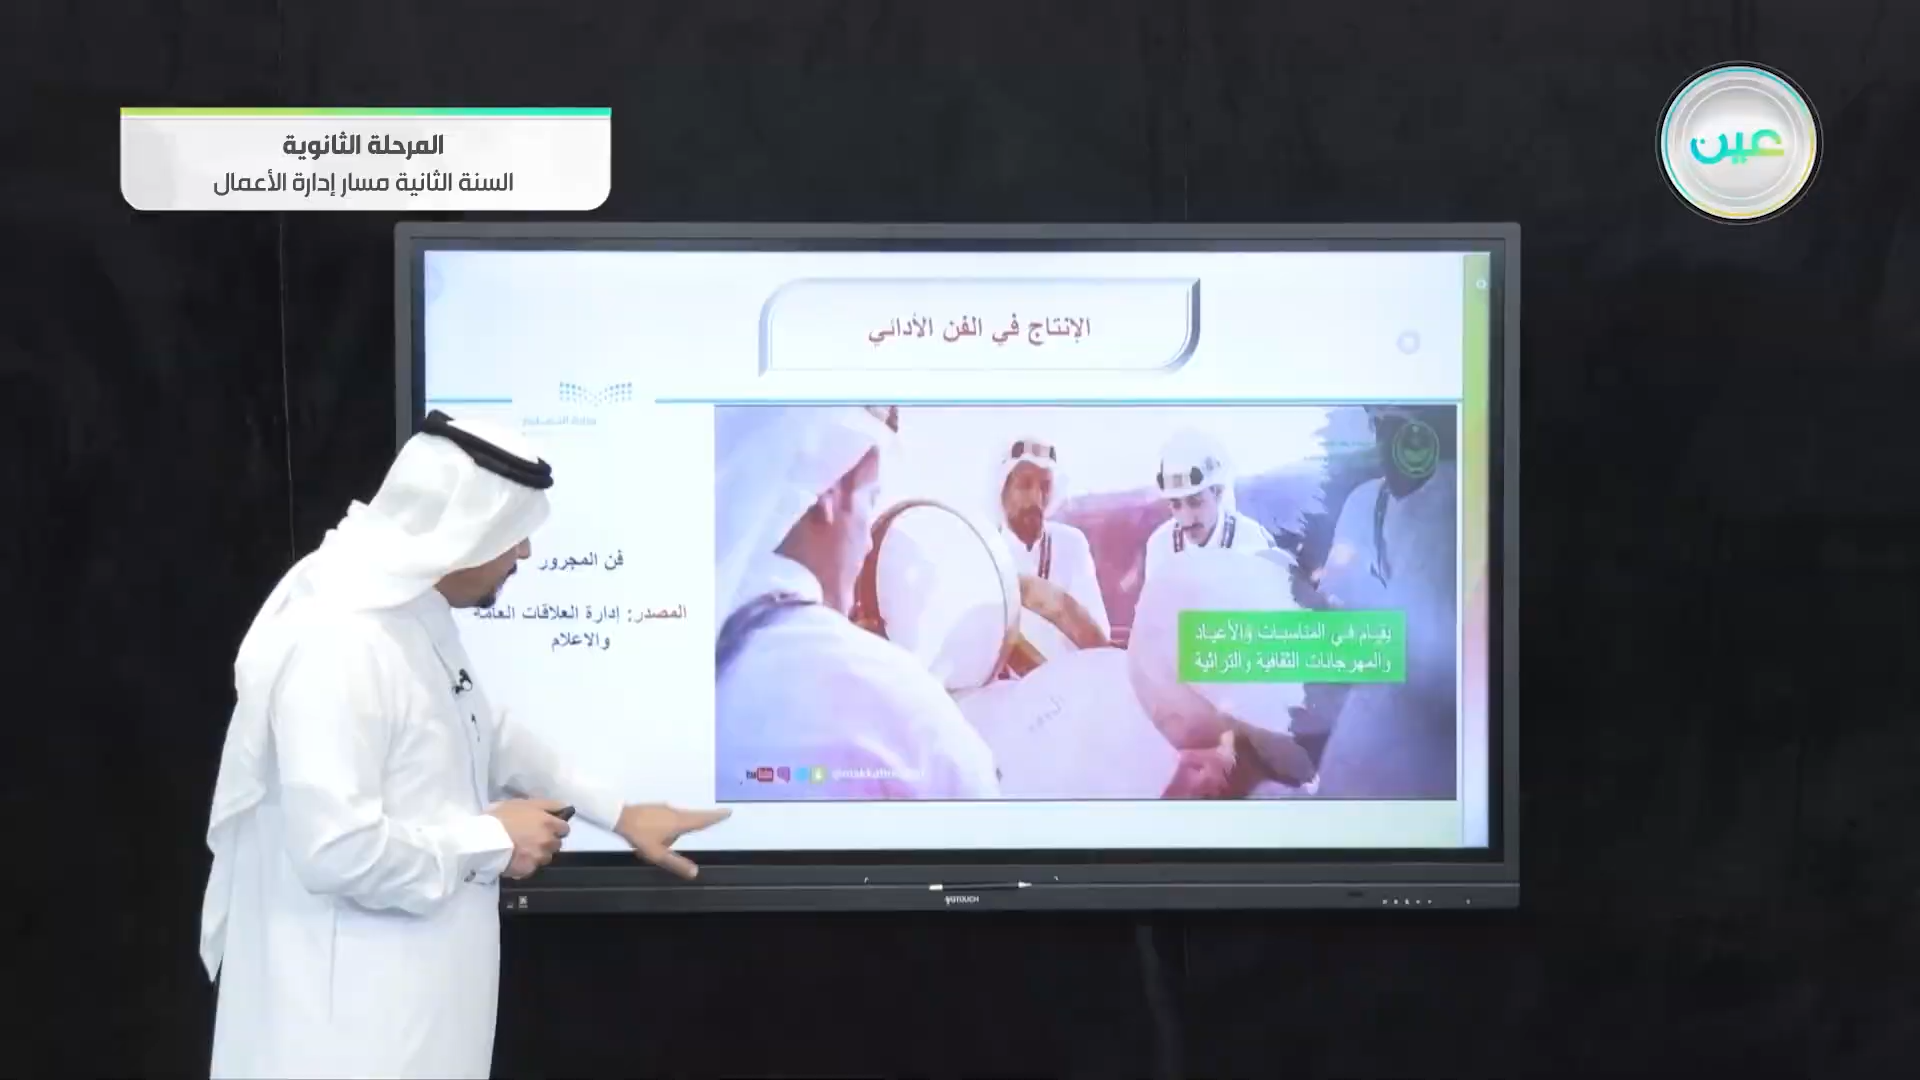 المرحلة الثانوية
السنة الثانية مسار إدارة الأعمال
عين
الإنتاج في الفن الأدائي
فن المجرور
المصدر: إدارة العلاقات العامة
والاعلام
يقام في المناسبات والأعياد
والمهرجانات الثقافية والتراثية